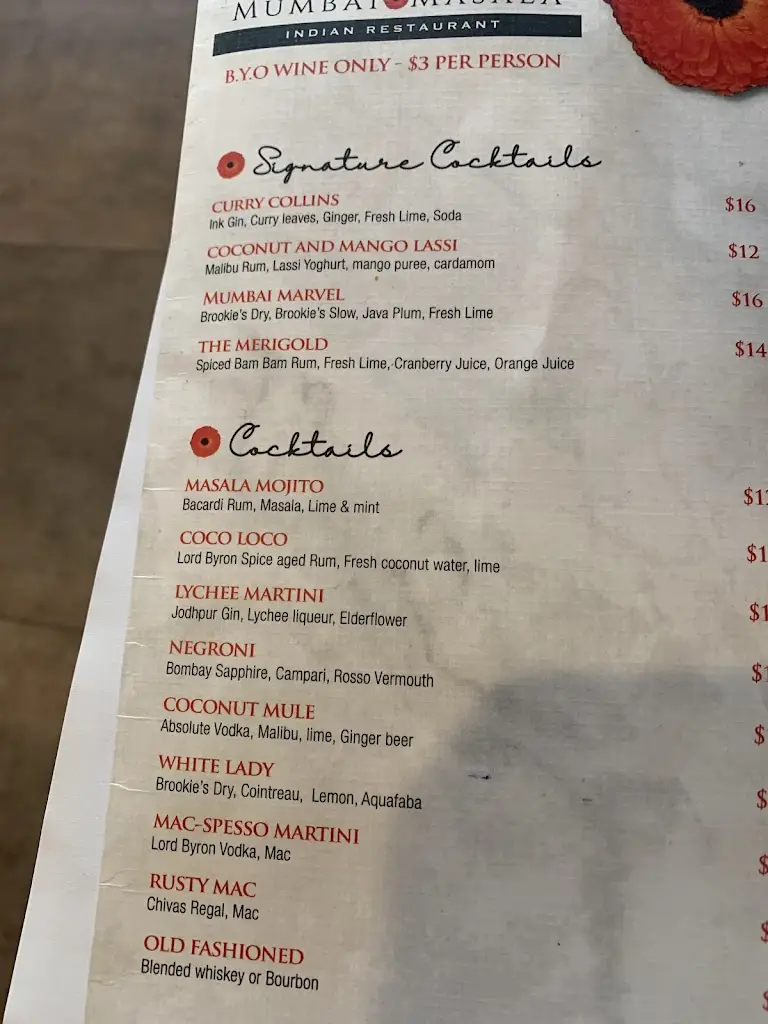 MUMBAI MASALA
INDIAN RESTAURANT
B.Y.O WINE ONLY - $3 PER PERSON
Signature Cocktails
CURRY COLLINS $16
Ink Gin, Curry leaves, Ginger, Fresh Lime, Soda
COCONUT AND MANGO LASSI $12
Malibu Rum, Lassi Yoghurt, mango puree, cardamom
MUMBAI MARVEL $16
Brookie's Dry, Brookie's Slow, Java Plum, Fresh Lime
THE MERIGOLD $14
Spiced Bam Bam Rum, Fresh Lime, Cranberry Juice, Orange Juice
Cocktails
MASALA MOJITO
Bacardi Rum, Masala, Lime & mint
COCO LOCO $1
Lord Byron Spice aged Rum, Fresh coconut water, lime
LYCHEE MARTINI $1
Jodhpur Gin, Lychee liqueur, Elderflower
NEGRONI $1
Bombay Sapphire, Campari, Rosso Vermouth
COCONUT MULE $
Absolute Vodka, Malibu, lime, Ginger beer
WHITE LADY $
Brookie's Dry, Cointreau, Lemon, Aquafaba
MAC-SPESSO MARTINI $
Lord Byron Vodka, Mac
RUSTY MAC $
Chivas Regal, Mac
OLD FASHIONED $
Blended whiskey or Bourbon